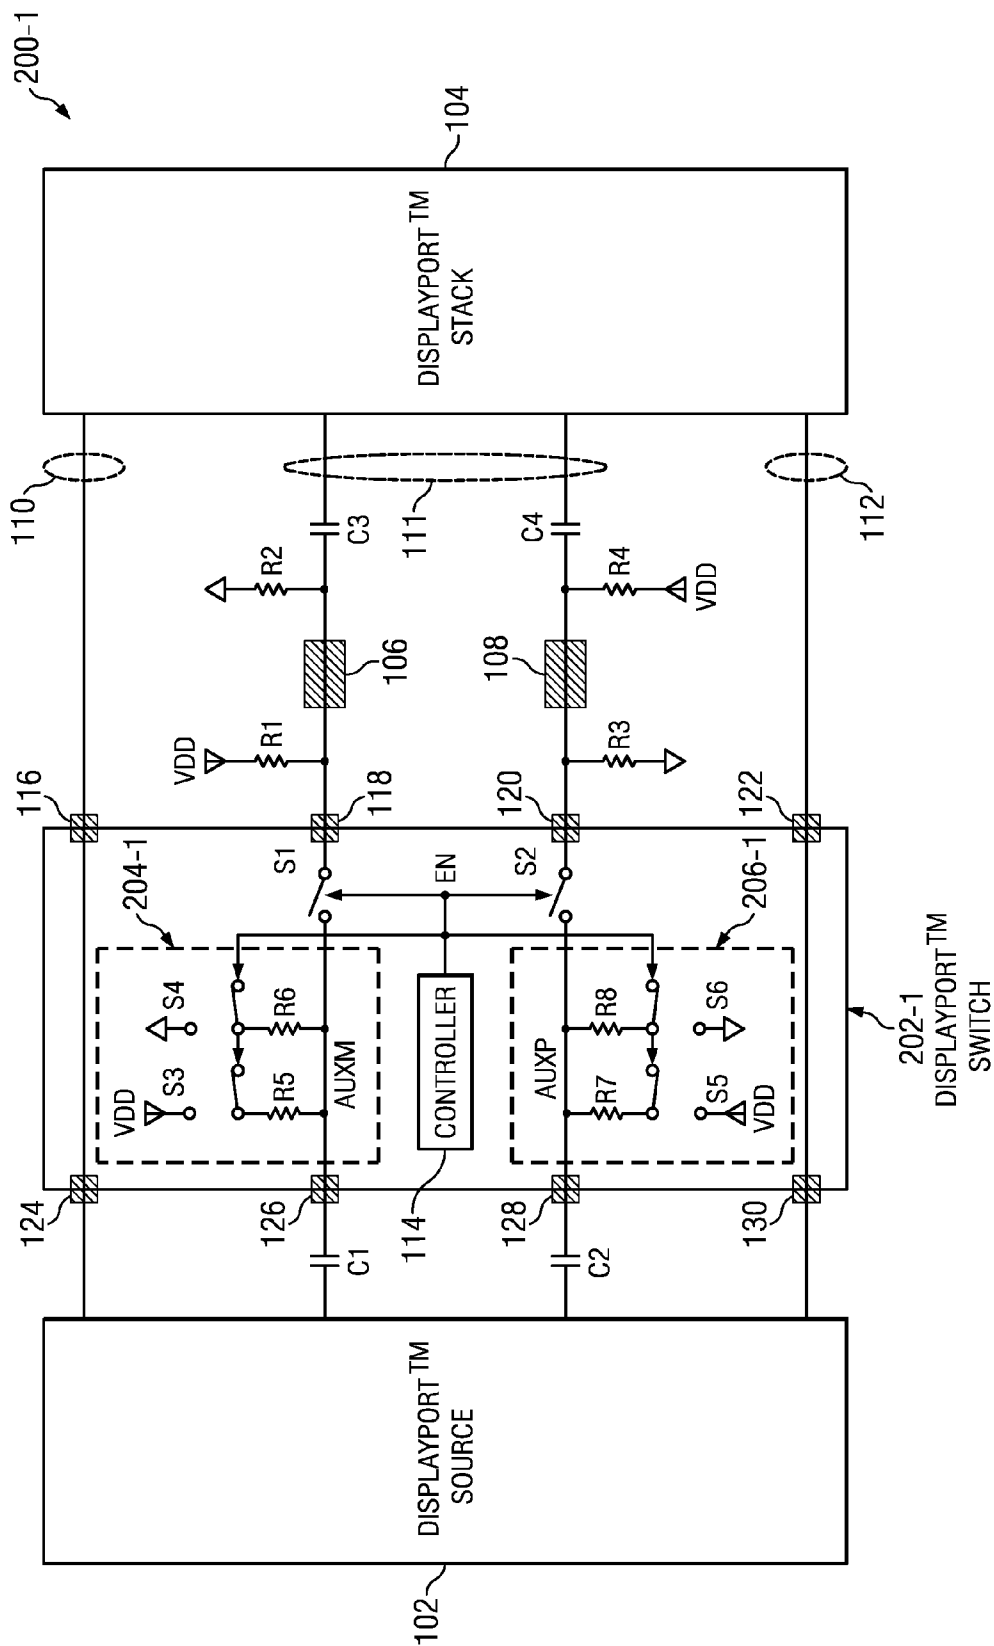 200-1
104
DISPLAYPORT™
STACK
110
111
112
C3
C4
R2
R4
VDD
106
108
VDD
R1
R3
116
118
120
122
204-1
S1
EN
S2
206-1
S4
R6
R8
S6
S3
VDD
R5
AUXM
CONTROLLER
AUXP
R7
S5
VDD
202-1
DISPLAYPORT™
SWITCH
124
126
114
128
130
C1
C2
DISPLAYPORT™
SOURCE
102